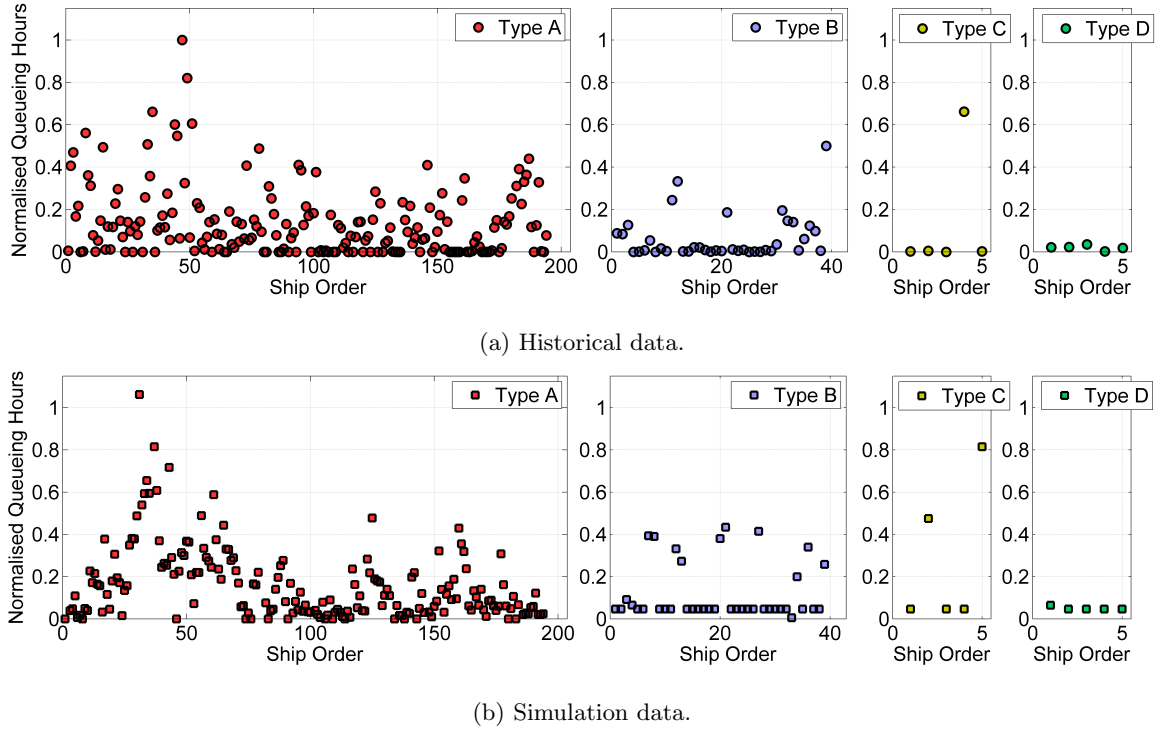 Normalised Queueing Hours
1
0.8
0.6
0.4
0.2
0
0 50 100 150 200
Ship Order
Type A
1
0.8
0.6
0.4
0.2
0
0 20 40
Ship Order
Type B
1
0.8
0.6
0.4
0.2
0
0 5
Ship Order
Type C
1
0.8
0.6
0.4
0.2
0
0 5
Ship Order
Type D
(a) Historical data.
Normalised Queueing Hours
1
0.8
0.6
0.4
0.2
0
0 50 100 150 200
Ship Order
Type A
1
0.8
0.6
0.4
0.2
0
0 20 40
Ship Order
Type B
1
0.8
0.6
0.4
0.2
0
0 5
Ship Order
Type C
1
0.8
0.6
0.4
0.2
0
0 5
Ship Order
Type D
(b) Simulation data.